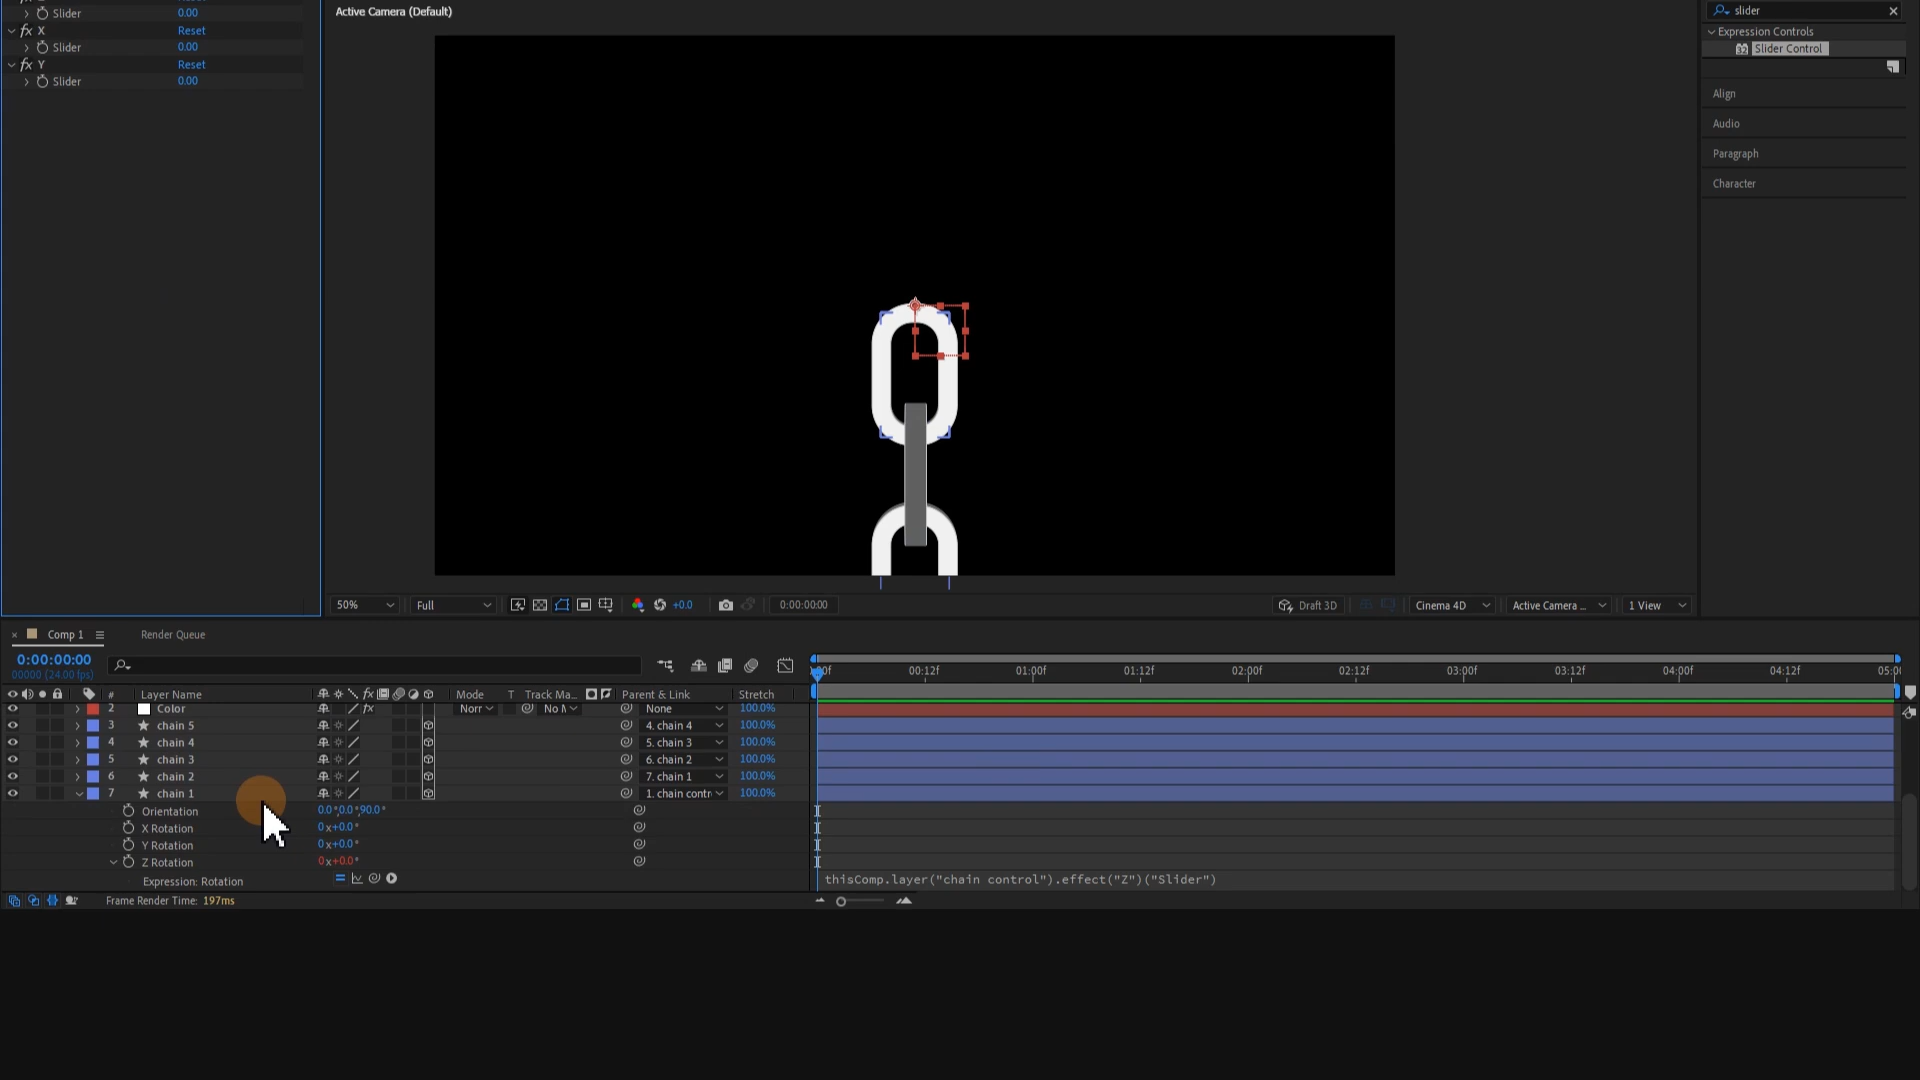 Reset
Slider 0.00
fx X Reset
Slider 0.00
fx Y Reset
Slider 0.00
Active Camera (Default)
slider
Expression Controls
Slider Control
Align
Audio
Paragraph
Character
50% Full +0.0 0:00:00:00 Draft 3D Cinema 4D Active Camera ... 1 View
Comp 1 Render Queue
0:00:00:00
00000 (24.00 fps)
00:12f 01:00f 01:12f 02:00f 02:12f 03:00f 03:12f 04:00f 04:12f
# Layer Name fx Mode T Track Ma... Parent & Link Stretch
2 Color fx Norr None 100.0%
3 chain 5 4. chain 4 100.0%
4 chain 4 5. chain 3 100.0%
5 chain 3 6. chain 2 100.0%
6 chain 2 7. chain 1 100.0%
7 chain 1 1. chain contr 100.0%
Orientation 0.0°,0.0°,90.0°
X Rotation 0x+0.0°
Y Rotation 0x+0.0°
Z Rotation 0x+0.0°
Expression: Rotation thisComp.layer("chain control").effect("Z")("Slider")
Frame Render Time: 197ms